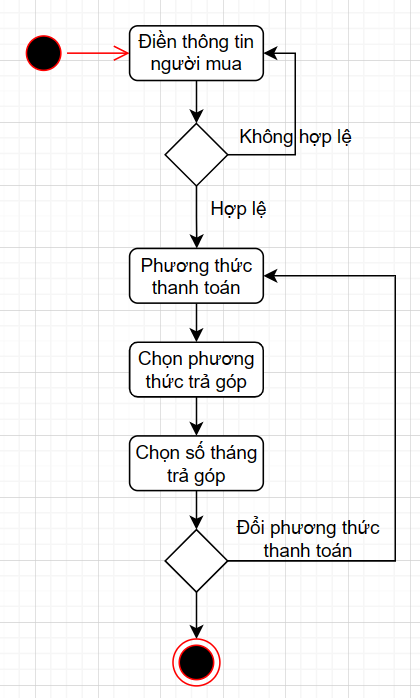 Điền thông tin
người mua
Không hợp lệ
Hợp lệ
Phương thức
thanh toán
Chọn phương
thức trả góp
Chọn số tháng
trả góp
Đổi phương thức
thanh toán